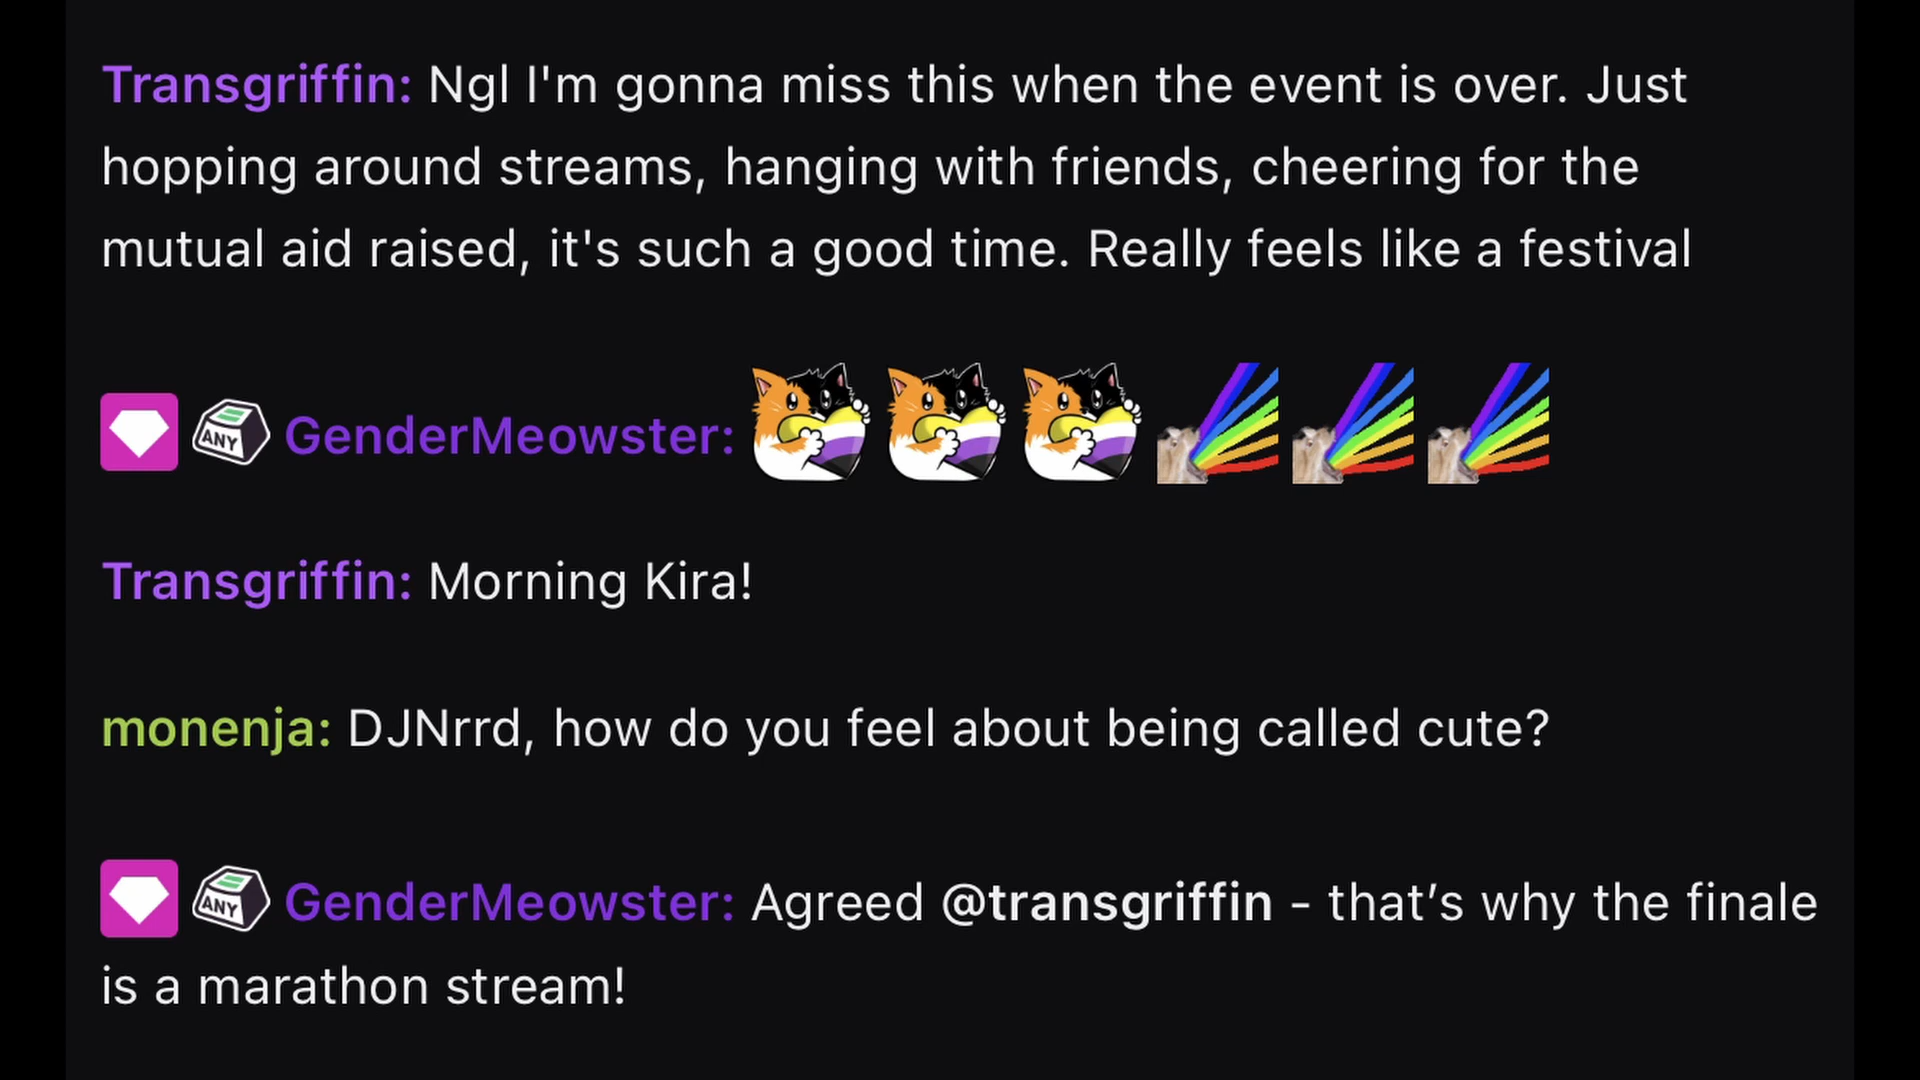 Transgriffin: Ngl I'm gonna miss this when the event is over. Just
hopping around streams, hanging with friends, cheering for the
mutual aid raised, it's such a good time. Really feels like a festival
ANY GenderMeowster:
Transgriffin: Morning Kira!
monenja: DJNrrd, how do you feel about being called cute?
ANY GenderMeowster: Agreed @transgriffin - that’s why the finale
is a marathon stream!